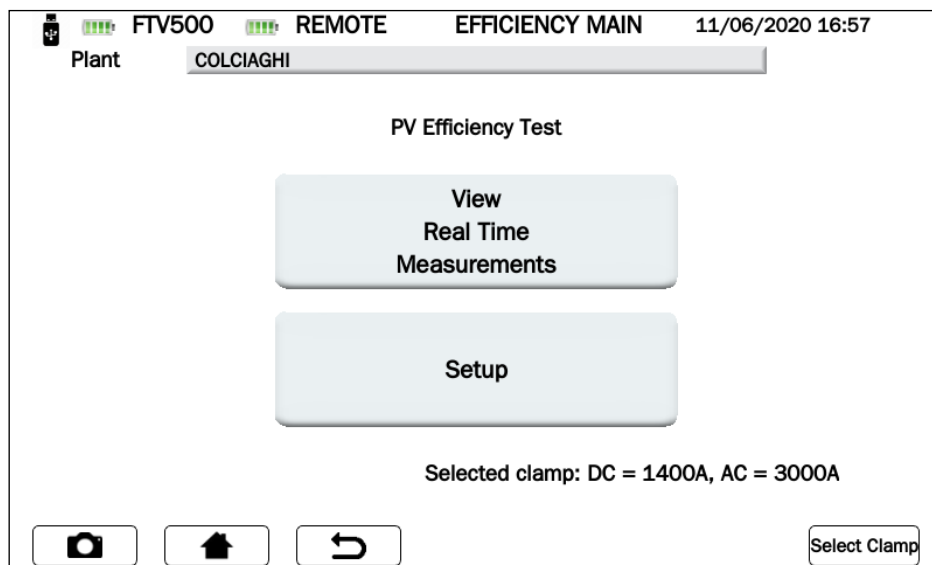 FTV500 REMOTE EFFICIENCY MAIN 11/06/2020 16:57
Plant COLCIAGHI
PV Efficiency Test
View
Real Time
Measurements
Setup
Selected clamp: DC = 1400A, AC = 3000A
Select Clamp